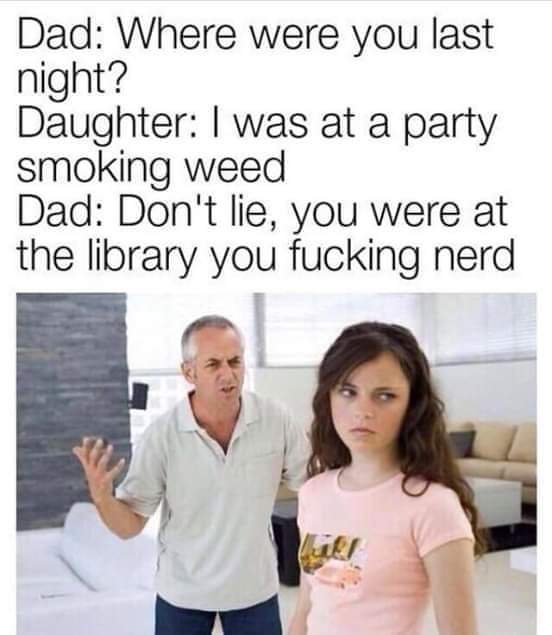 Dad: Where were you last
night?
Daughter: I was at a party
smoking weed
Dad: Don't lie, you were at
the library you fucking nerd